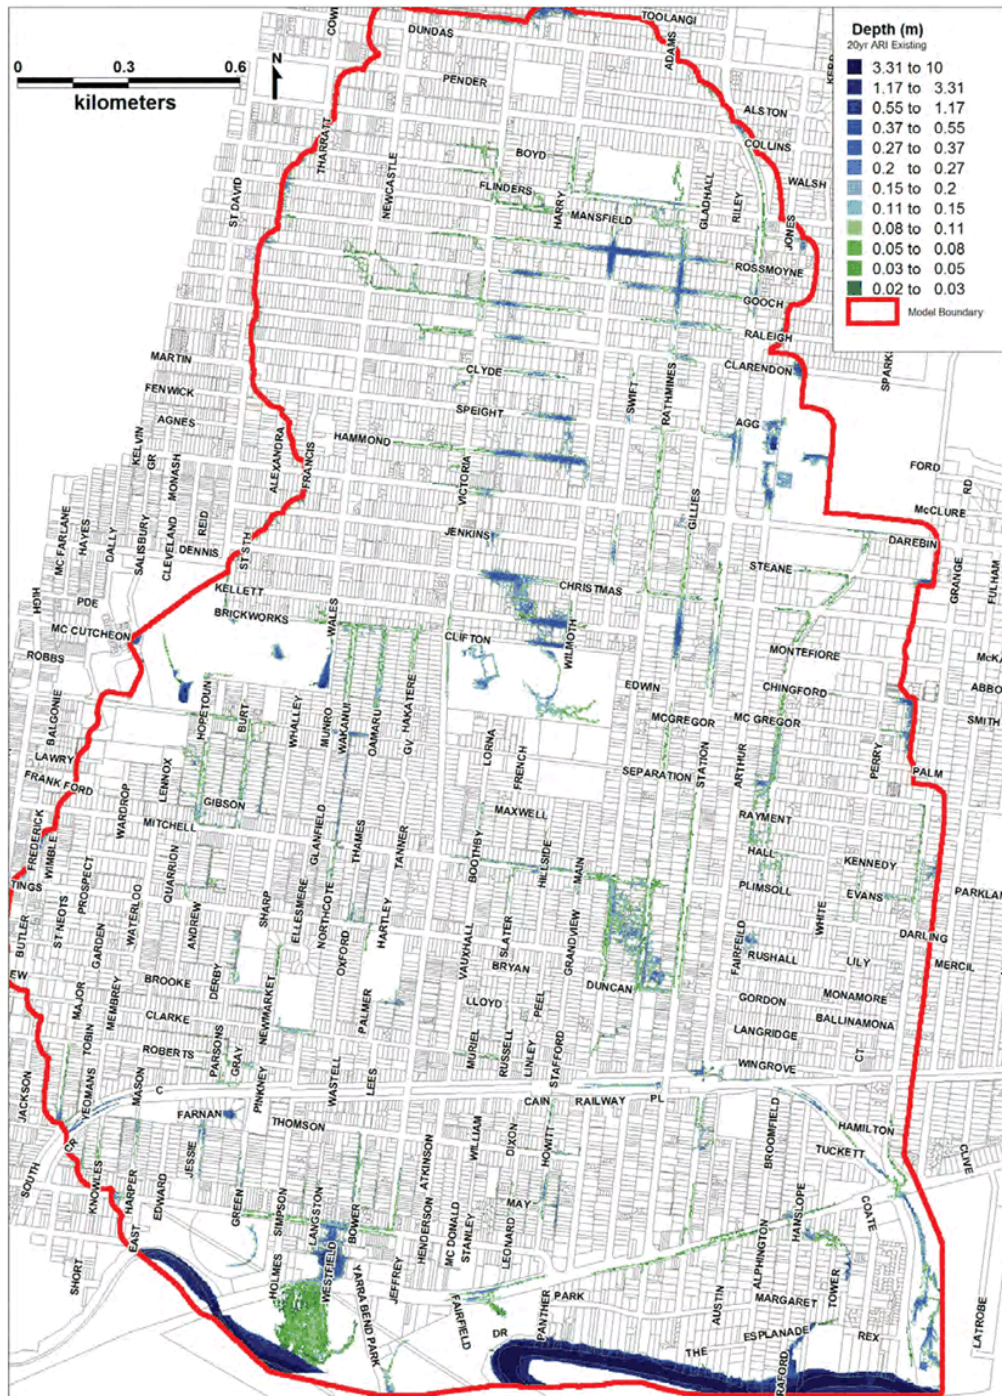 TOOLANGI
COWL
DUNDAS
ADAMS
PENDER
KERR
0 0.3 0.6
N
kilometers
ALSTON
COLLINS
THARRATT
BOYD
WALSH
NEWCASTLE
FLINDERS
GLADHALL
RILEY
ST DAVID
HARRY
MANSFIELD
JONES
ROSSMOYNE
GOOCH
RALEIGH
MARTIN
CLARENDON
CLYDE
SPARKS
FENWICK
SWIFT
RATHMINES
SPEIGHT
AGNES
AGG
KELVIN GR
ALEXANDRA
HAMMOND
FRANCIS
FORD
MONASH
VICTORIA
RD
McCLURE
MC FARLANE
HAYES
DALLY
SALISBURY
CLEVELAND
REID
GILLIES
JENKINS
DAREBIN
DENNIS
ST STH
STEANE
GRANGE
FULHAM
KELLETT
CHRISTMAS
HIGH
PDE
BRICKWORKS
WALES
MC CUTCHEON
CLIFTON
WILMOTH
MONTEFIORE
ROBBS
EDWIN
CHINGFORD
BALGONIE
HOPETOUN
BURT
WHALLEY
MUNRO
WAKANUI
OAMARU
GV HAKATERE
MCGREGOR
MC GREGOR
SMITH
LORNA
FRENCH
STATION
ARTHUR
PERRY
LAWRY
LENNOX
SEPARATION
PALM
FRANK FORD
WARDROP
GIBSON
MITCHELL
MAXWELL
RAYMENT
FREDERICK
WIMBLE
GLANFIELD
THAMES
TANNER
BOOTHBY
HILLSIDE
MAIN
HALL
KENNEDY
TINGS
PROSPECT
QUARRION
PLIMSOLL
EVANS
PARKLAN
BUTLER
ST NEOTS
GARDEN
WATERLOO
ANDREW
SHARP
ELLESMERE
NORTHCOTE
OXFORD
HARTLEY
VAUXHALL
SLATER
GRANDVIEW
FAIRFEILD
WHITE
DARLING
BRYAN
RUSHALL
LILY
MERCIL
EW
MAJOR
MEMBREY
BROOKE
DERBY
NEWMARKET
PALMER
LLOYD
PEEL
DUNCAN
GORDON
MONAMORE
CLARKE
BALLINAMONA
TOBIN
ROBERTS
PARSONS
GRAY
MURIEL
RUSSELL
LINLEY
STAFFORD
LANGRIDGE
CT
WINGROVE
JACKSON
YEOMANS
MASON
C
PINKNEY
WASTELL
LEES
CAIN
RAILWAY
PL
FARNAN
THOMSON
BROOMFIELD
HAMILTON
CR
JESSIE
ATKINSON
WILLIAM
DIXON
HOWITT
TUCKETT
CLIVE
SOUTH
KNOWLES
HARPER
EDWARD
GREEN
SIMPSON
LANGSTON
BOWER
HENDERSON
MC DONALD
STANLEY
LEONARD
MAY
HANSLOPE
COATE
EAST
SHORT
HOLMES
WESTFIELD
YARRA BEND PARK
JEFFREY
FAIRFIELD
PANTHER
PARK
AUSTIN
ALPHINGTON
MARGARET
TOWER
LATROBE
DR
THE
ESPLANADE
REX
RAFORD
Depth (m)
20yr ARI Existing
3.31 to 10
1.17 to 3.31
0.55 to 1.17
0.37 to 0.55
0.27 to 0.37
0.2 to 0.27
0.15 to 0.2
0.11 to 0.15
0.08 to 0.11
0.05 to 0.08
0.03 to 0.05
0.02 to 0.03
Model Boundary